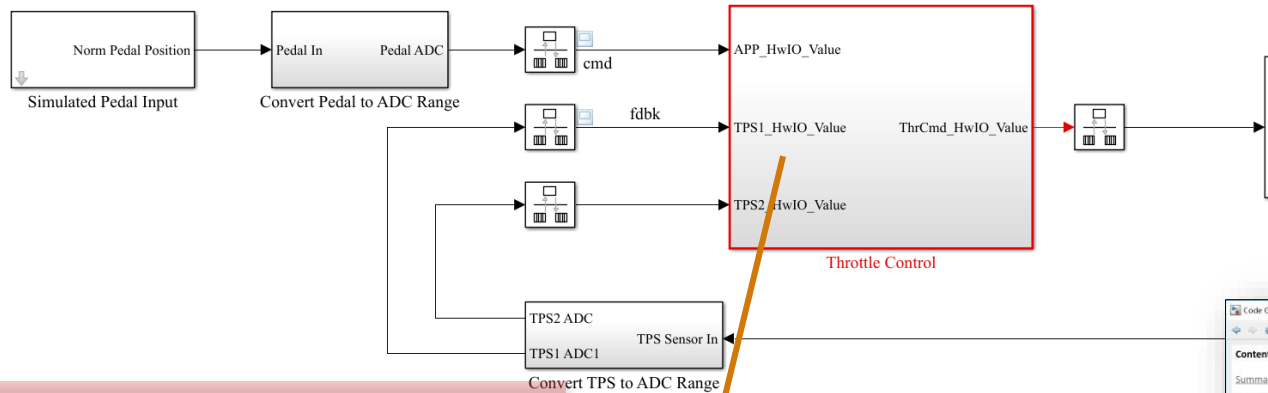 Norm Pedal Position
Simulated Pedal Input
Pedal In
Pedal ADC
Convert Pedal to ADC Range
cmd
fdbk
APP_HwIO_Value
TPS1_HwIO_Value
TPS2_HwIO_Value
ThrCmd_HwIO_Value
Throttle Control
TPS2 ADC
TPS1 ADC1
TPS Sensor In
Convert TPS to ADC Range
Code